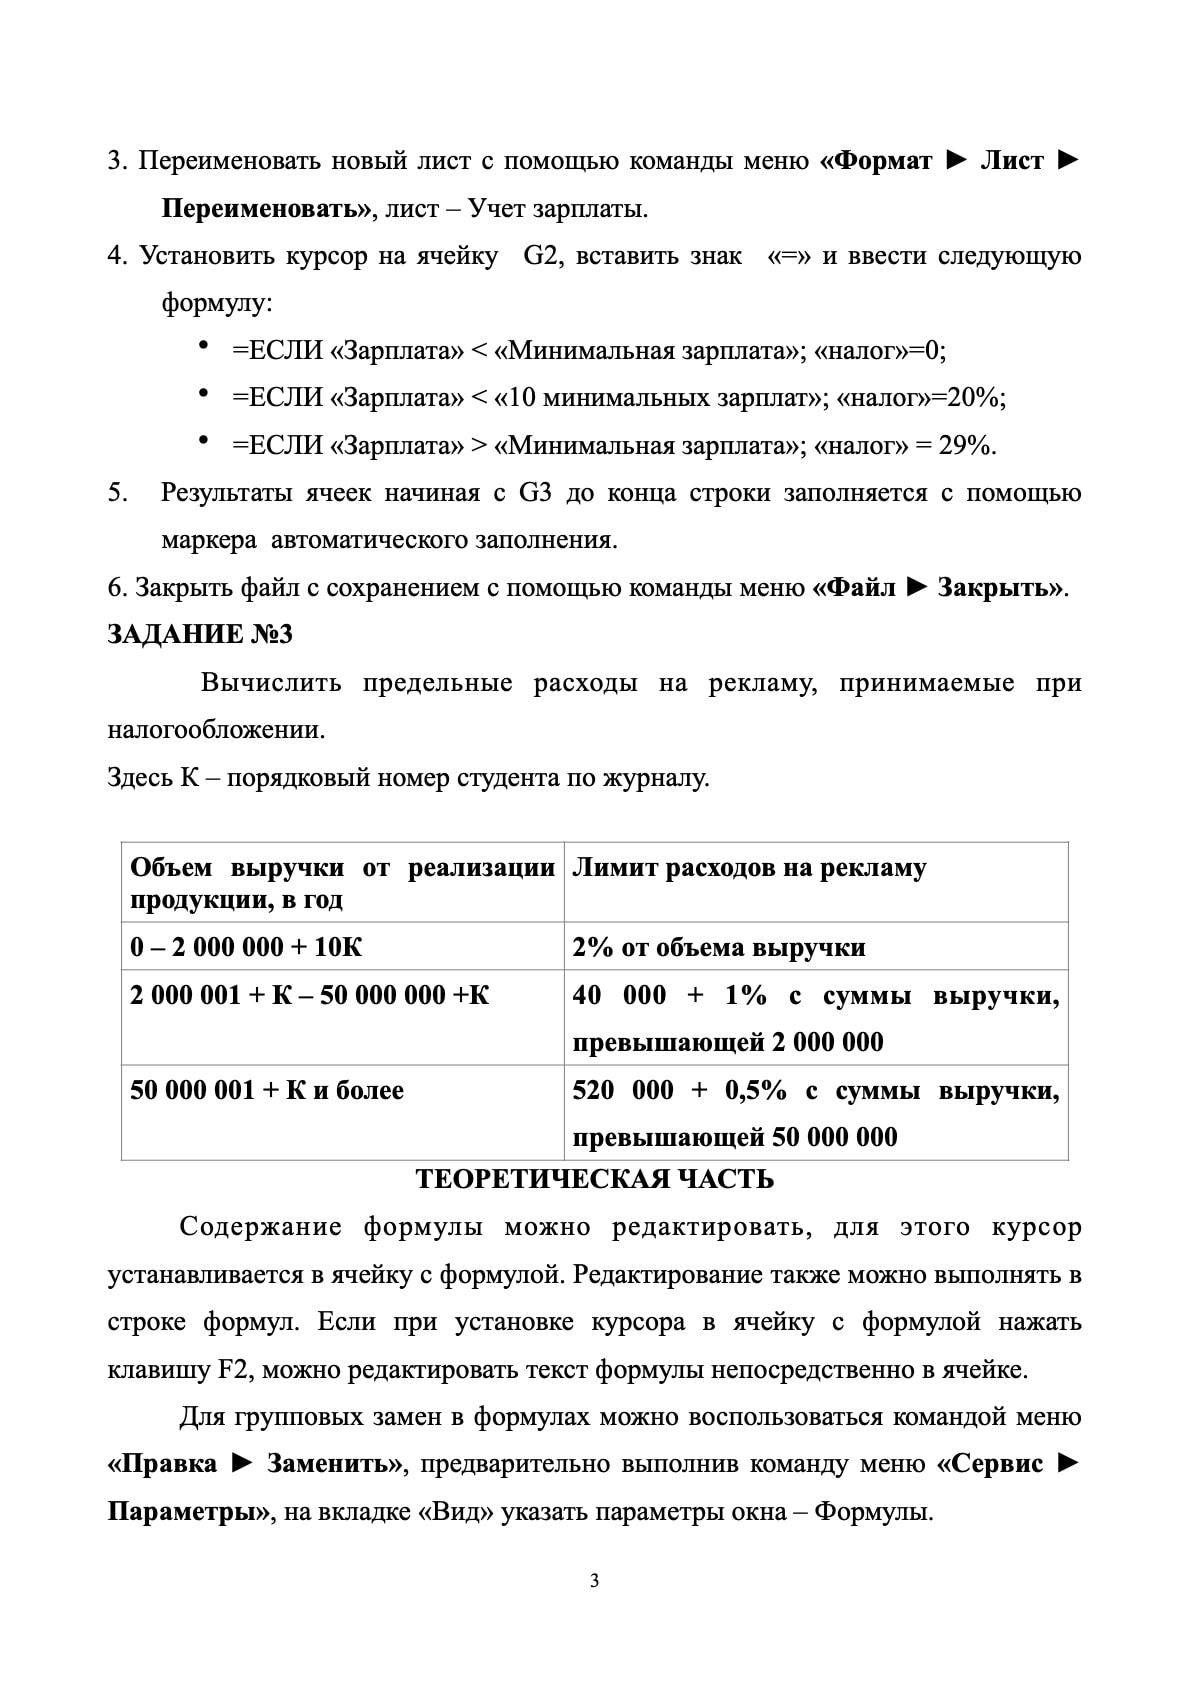 3. Переименовать новый лист с помощью команды меню «Формат ► Лист ►
Переименовать», лист – Учет зарплаты.
4. Установить курсор на ячейку G2, вставить знак «=» и ввести следующую
формулу:
• =ЕСЛИ «Зарплата» < «Минимальная зарплата»; «налог»=0;
• =ЕСЛИ «Зарплата» < «10 минимальных зарплат»; «налог»=20%;
• =ЕСЛИ «Зарплата» > «Минимальная зарплата»; «налог» = 29%.
5. Результаты ячеек начиная с G3 до конца строки заполняется с помощью
маркера автоматического заполнения.
6. Закрыть файл с сохранением с помощью команды меню «Файл ► Закрыть».
ЗАДАНИЕ №3
Вычислить предельные расходы на рекламу, принимаемые при
налогообложении.
Здесь К – порядковый номер студента по журналу.
Объем выручки от реализации
продукции, в год
Лимит расходов на рекламу
0 – 2 000 000 + 10К
2% от объема выручки
2 000 001 + К – 50 000 000 +К
40 000 + 1% с суммы выручки,
превышающей 2 000 000
50 000 001 + К и более
520 000 + 0,5% с суммы выручки,
превышающей 50 000 000
ТЕОРЕТИЧЕСКАЯ ЧАСТЬ
Содержание формулы можно редактировать, для этого курсор
устанавливается в ячейку с формулой. Редактирование также можно выполнять в
строке формул. Если при установке курсора в ячейку с формулой нажать
клавишу F2, можно редактировать текст формулы непосредственно в ячейке.
Для групповых замен в формулах можно воспользоваться командой меню
«Правка ► Заменить», предварительно выполнив команду меню «Сервис ►
Параметры», на вкладке «Вид» указать параметры окна – Формулы.
3